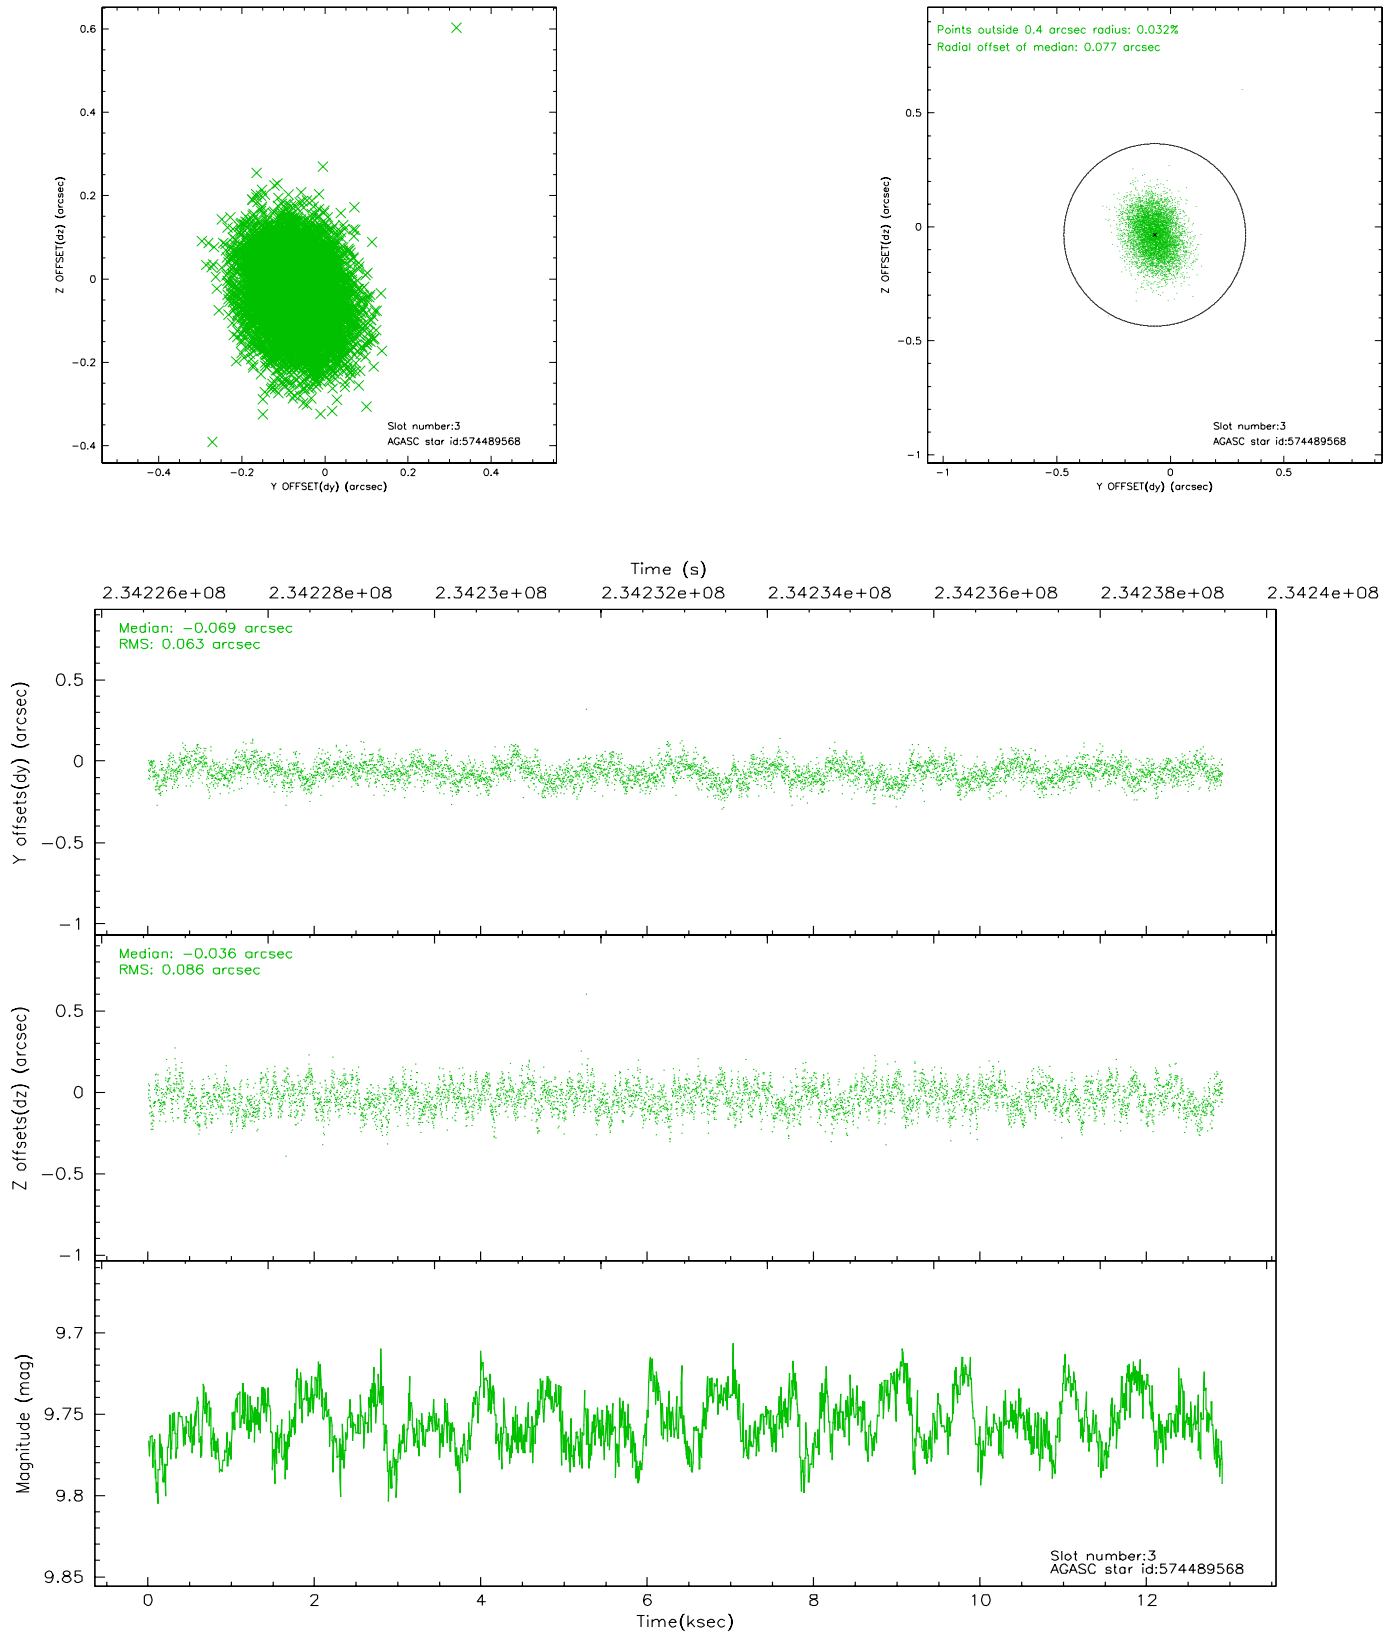 0.6
0.4
0.2
0
-0.2
-0.4
Z OFFSET(dz) (arcsec)
-0.4
-0.2
0
0.2
0.4
Y OFFSET(dy) (arcsec)
Slot number:3
AGASC star id:574489568
Points outside 0.4 arcsec radius: 0.032%
Radial offset of median: 0.077 arcsec
0.5
0
-0.5
-1
Z OFFSET(dz) (arcsec)
-1
-0.5
0
0.5
Y OFFSET(dy) (arcsec)
Slot number:3
AGASC star id:574489568
Time (s)
2.34226e+08
2.34228e+08
2.3423e+08
2.34232e+08
2.34234e+08
2.34236e+08
2.34238e+08
2.3424e+08
Median: -0.069 arcsec
RMS: 0.063 arcsec
0.5
0
-0.5
-1
Y offsets(dy) (arcsec)
Median: -0.036 arcsec
RMS: 0.086 arcsec
0.5
0
-0.5
-1
Z offsets(dz) (arcsec)
9.7
9.75
9.8
9.85
Magnitude (mag)
Slot number:3
AGASC star id:574489568
0
2
4
6
8
10
12
Time(ksec)